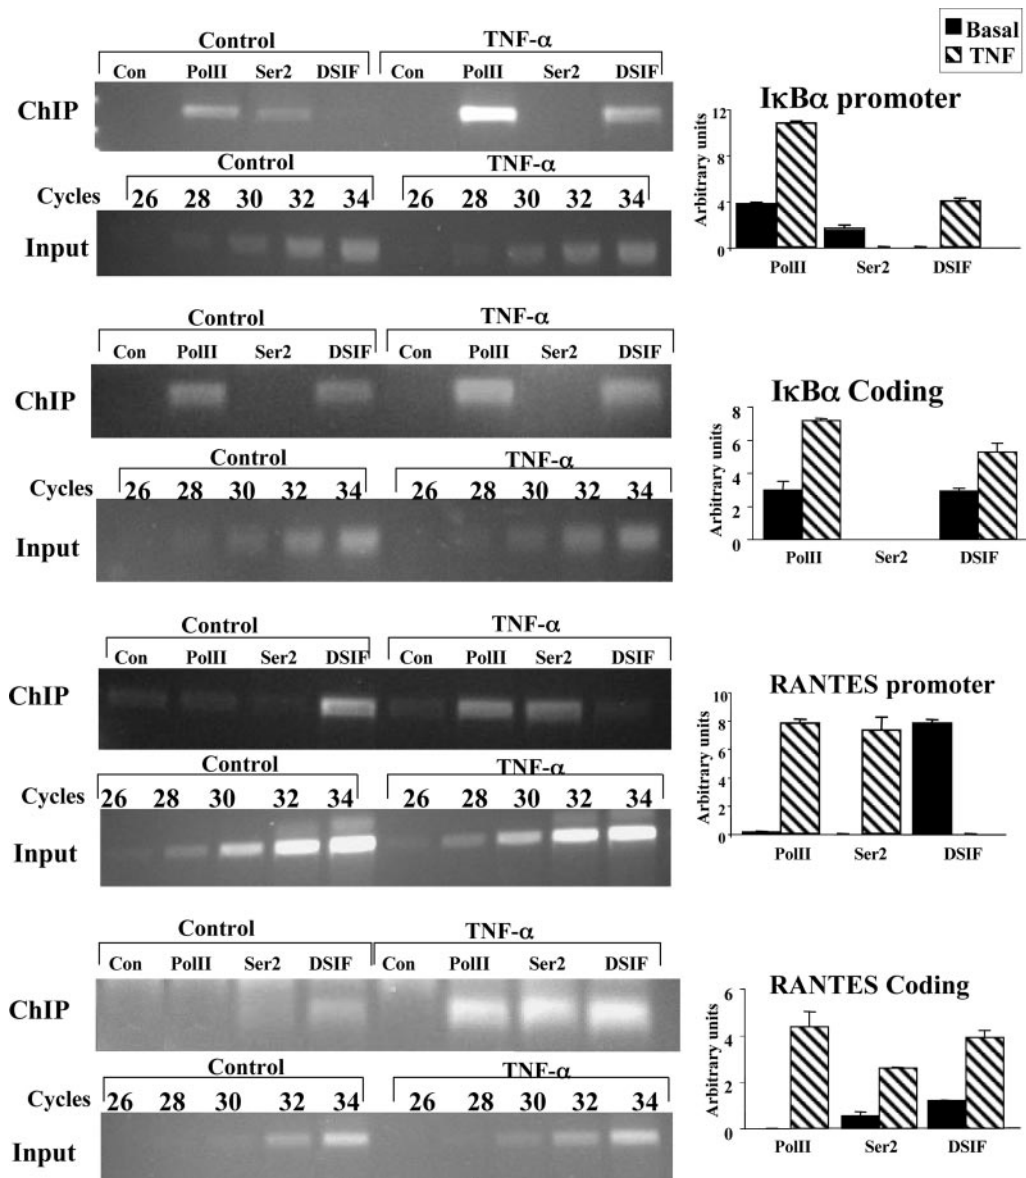 Basal
TNF
Control TNF-α
Con PolII Ser2 DSIF Con PolII Ser2 DSIF
ChIP
Control TNF-α
Cycles 26 28 30 32 34 26 28 30 32 34
Input
IκBα promoter
12
8
4
0
Arbitrary units
PolII Ser2 DSIF
Control TNF-α
Con PolII Ser2 DSIF Con PolII Ser2 DSIF
ChIP
Control TNF-α
Cycles 26 28 30 32 34 26 28 30 32 34
Input
IκBα Coding
8
6
4
2
0
Arbitrary units
PolII Ser2 DSIF
Control TNF-α
Con PolII Ser2 DSIF Con PolII Ser2 DSIF
ChIP
Control TNF-α
Cycles 26 28 30 32 34 26 28 30 32 34
Input
RANTES promoter
10
8
6
4
2
0
Arbitrary units
PolII Ser2 DSIF
Control TNF-α
Con PolII Ser2 DSIF Con PolII Ser2 DSIF
ChIP
Control TNF-α
Cycles 26 28 30 32 34 26 28 30 32 34
Input
RANTES Coding
6
4
2
0
Arbitrary units
PolII Ser2 DSIF